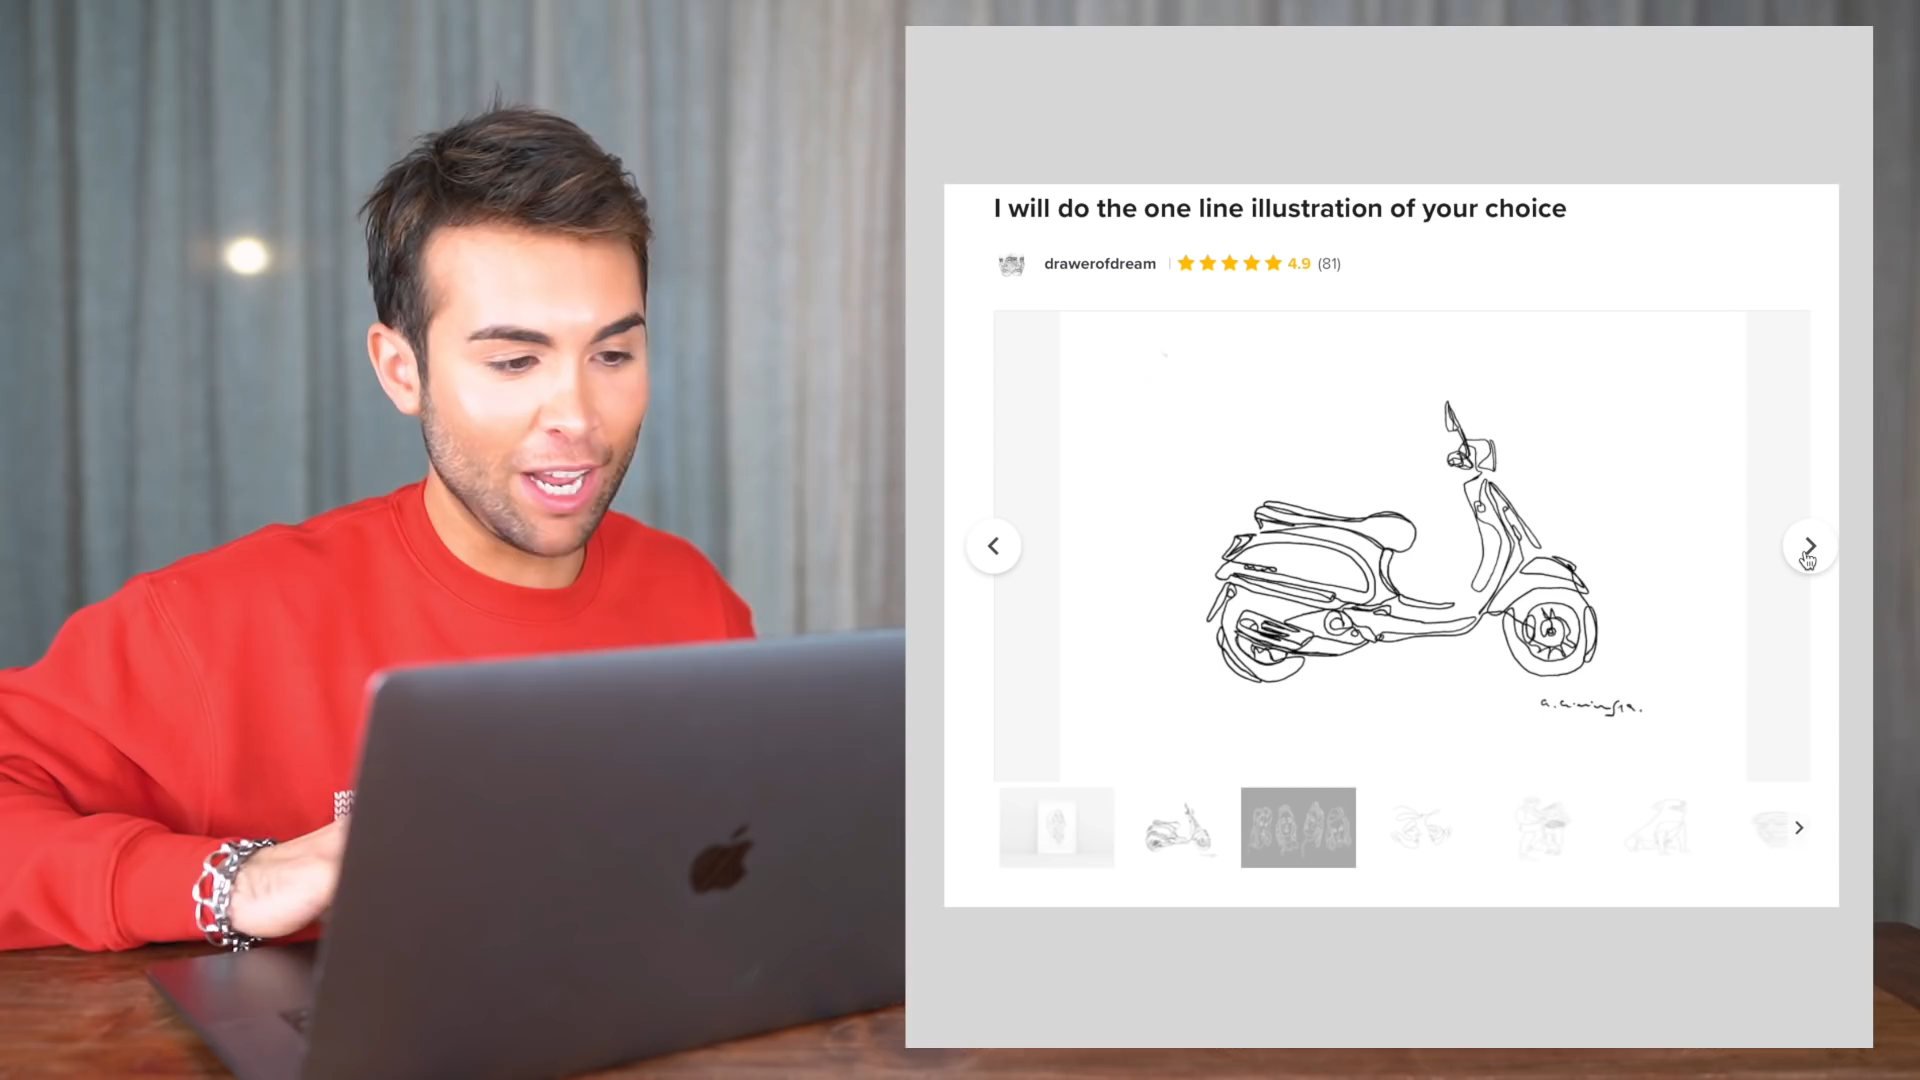 I will do the one line illustration of your choice
drawerofdream 4.9 (81)